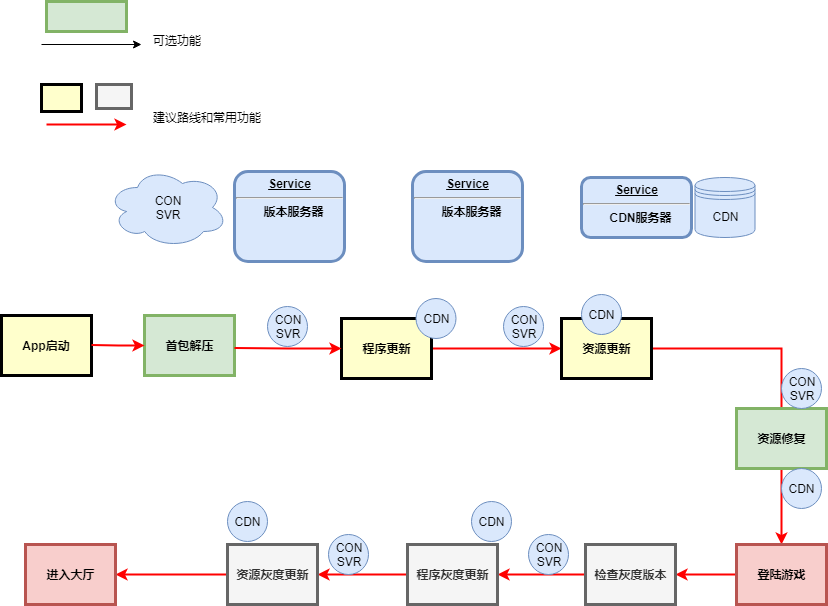 可选功能
建议路线和常用功能
CON
SVR
Service
版本服务器
Service
版本服务器
Service
CDN服务器
CDN
App启动
首包解压
CON
SVR
程序更新
CDN
CON
SVR
资源更新
CDN
CON
SVR
资源修复
CDN
登陆游戏
检查灰度版本
CON
SVR
程序灰度更新
CDN
CON
SVR
资源灰度更新
CDN
进入大厅